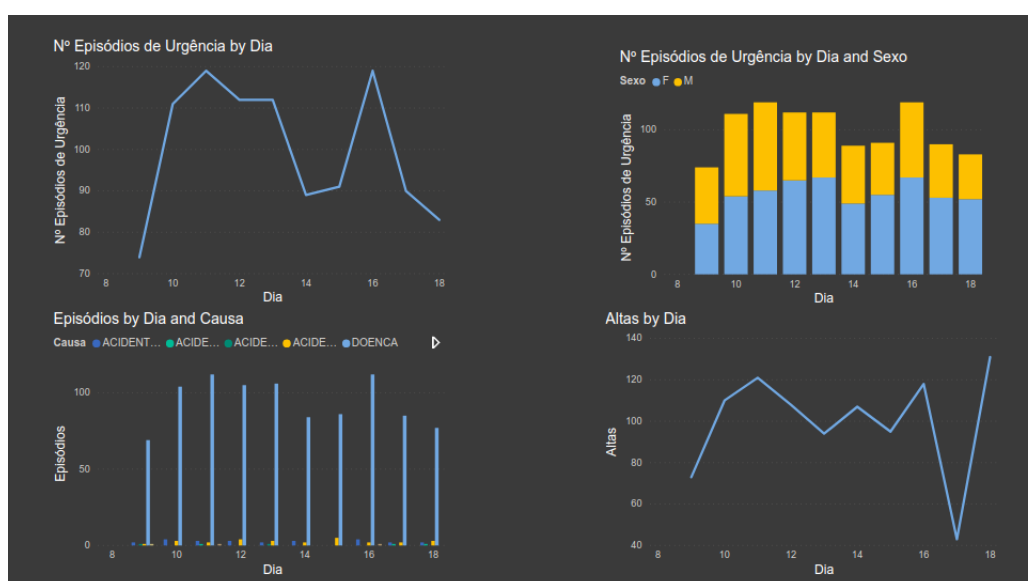 Nº Episódios de Urgência by Dia
120
110
100
90
80
70
Nº Episódios de Urgência
8 10 12 14 16 18
Dia
Nº Episódios de Urgência by Dia and Sexo
Sexo F M
100
50
0
Nº Episódios de Urgência
8 10 12 14 16 18
Dia
Episódios by Dia and Causa
Causa ACIDENT... ACIDE... ACIDE... ACIDE... DOENCA
100
50
0
Episódios
8 10 12 14 16 18
Dia
Altas by Dia
140
120
100
80
60
40
Altas
8 10 12 14 16 18
Dia